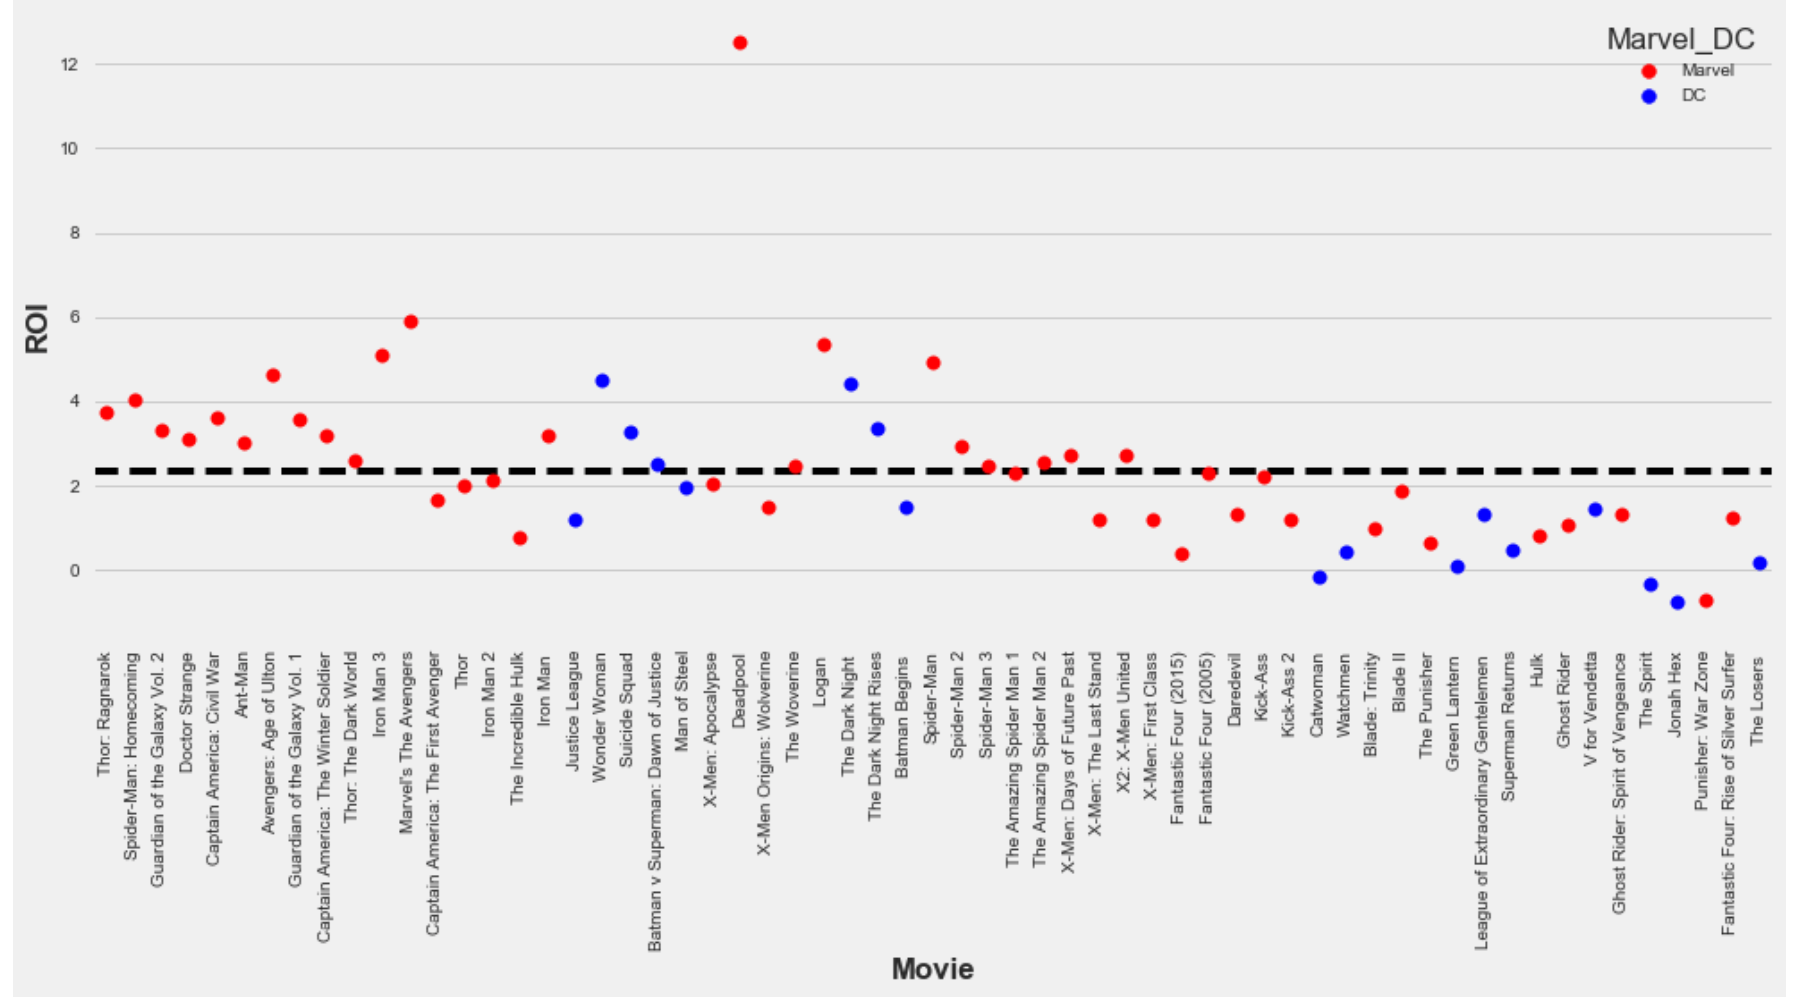 Marvel_DC
Marvel
DC
12
10
8
6
4
2
0
ROI
Thor: Ragnarok
Spider-Man: Homecoming
Guardian of the Galaxy Vol. 2
Doctor Strange
Captain America: Civil War
Ant-Man
Avengers: Age of Ulton
Guardian of the Galaxy Vol. 1
Captain America: The Winter Soldier
Thor: The Dark World
Iron Man 3
Marvel's The Avengers
Captain America: The First Avenger
Thor
Iron Man 2
The Incredible Hulk
Iron Man
Justice League
Wonder Woman
Suicide Squad
Batman v Superman: Dawn of Justice
Man of Steel
X-Men: Apocalypse
Deadpool
X-Men Origins: Wolverine
The Woverine
Logan
The Dark Night
The Dark Night Rises
Batman Begins
Spider-Man
Spider-Man 2
Spider-Man 3
The Amazing Spider Man 1
The Amazing Spider Man 2
X-Men: Days of Future Past
X-Men: The Last Stand
X2: X-Men United
X-Men: First Class
Fantastic Four (2015)
Fantastic Four (2005)
Daredevil
Kick-Ass
Kick-Ass 2
Catwoman
Watchmen
Blade: Trinity
Blade II
The Punisher
Green Lantern
League of Extraordinary Gentelemen
Superman Returns
Hulk
Ghost Rider
V for Vendetta
Ghost Rider: Spirit of Vengeance
The Spirit
Jonah Hex
Punisher: War Zone
Fantastic Four: Rise of Silver Surfer
The Losers
Movie